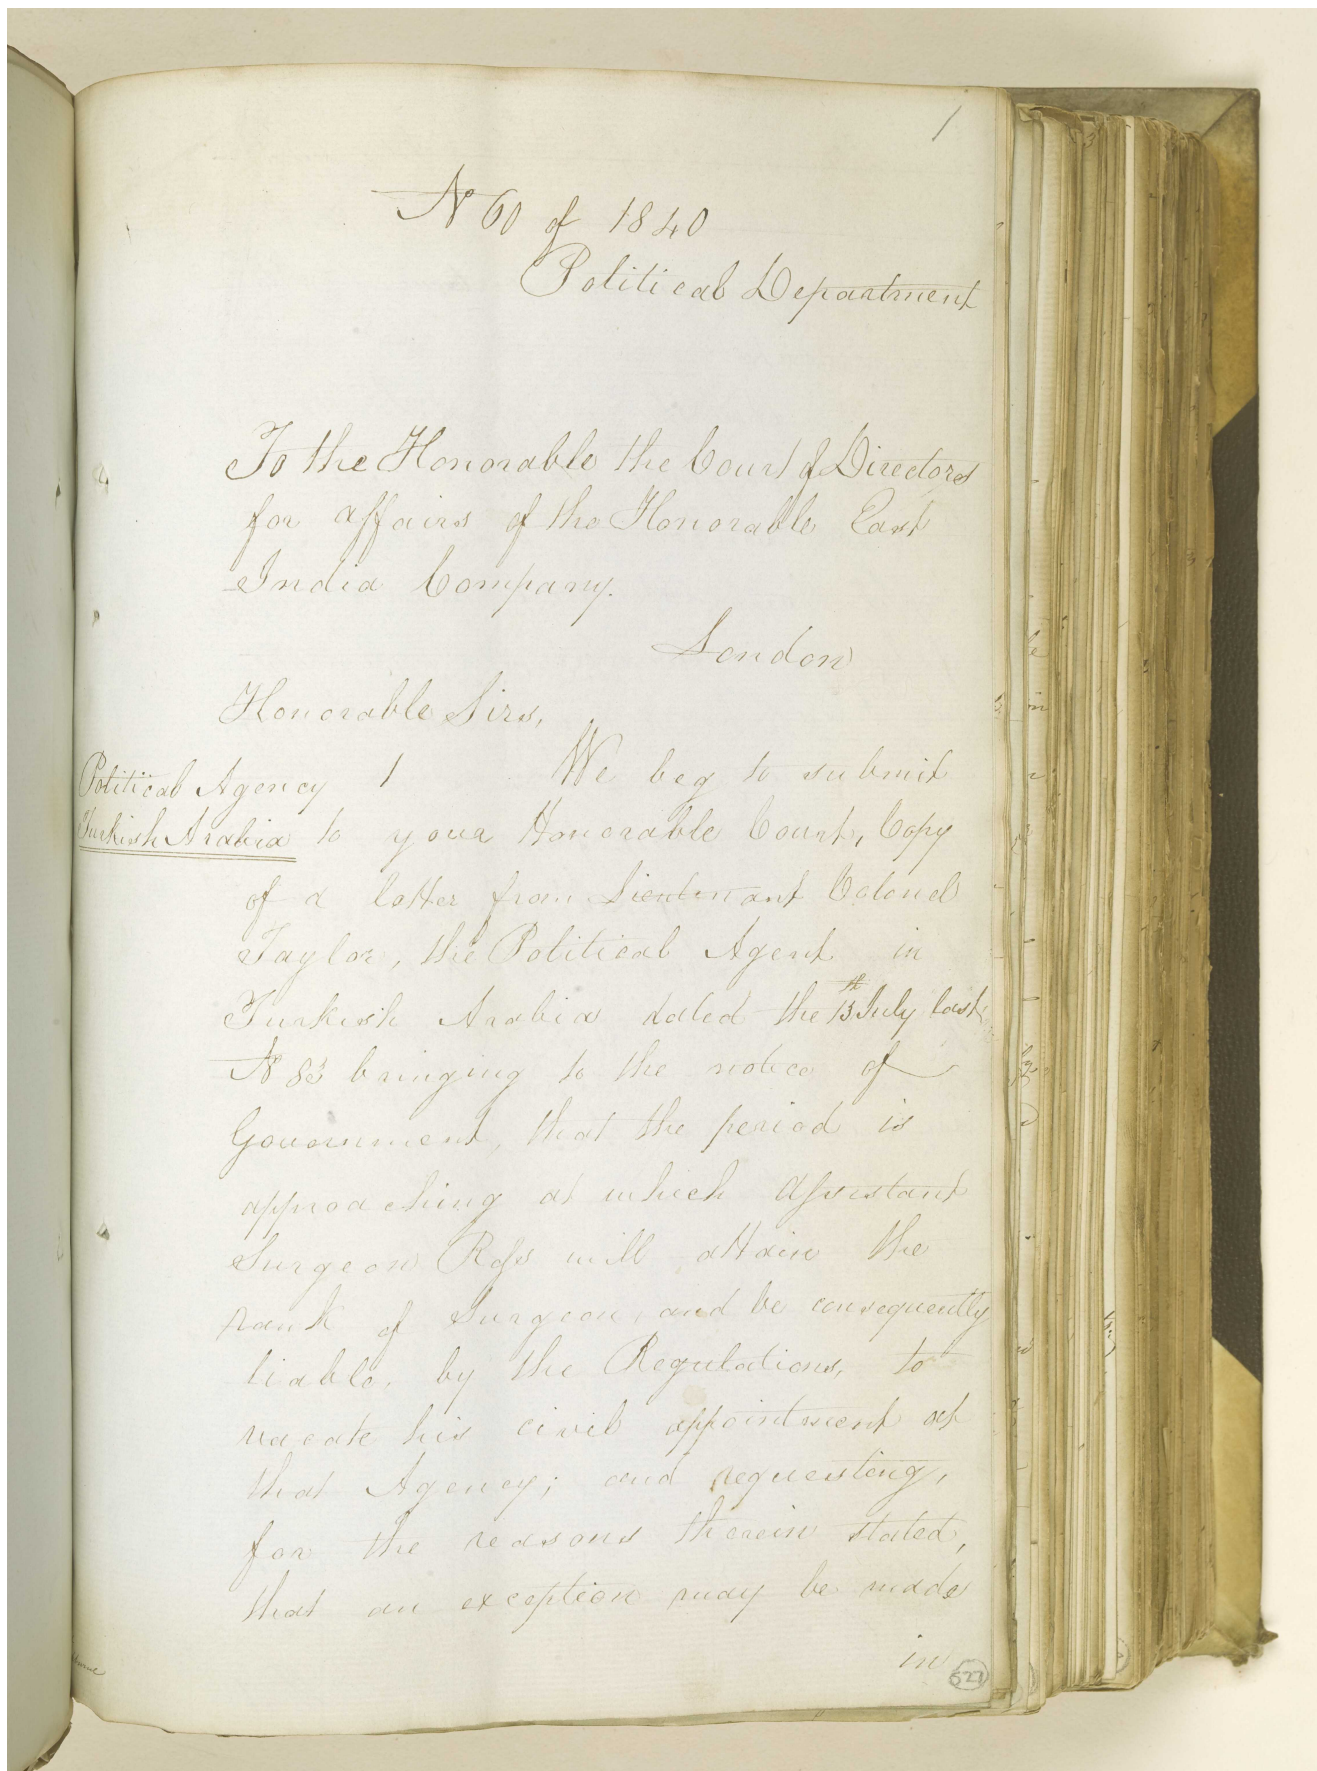 1
No 60 of 1840
Political Department
To the Honorable the Court of Directors
for affairs of the Honorable East
India Company.
London
Honorable Sirs,
Political Agency 1 We beg to submit
Turkish Arabia to your Honorable Court, Copy
of a letter from Lieutenant Colonel
Taylor, the Political Agent in
Turkish Arabia dated the 13th July last
No 83 bringing to the notice of
Government, that the period is
approaching at which Assistant
Surgeon Ross will attain the
rank of Surgeon, and be consequently
liable, by the Regulations, to
vacate his civil appointment at
that Agency; and requesting,
for the reasons therein stated,
that an exception may be made
in
527